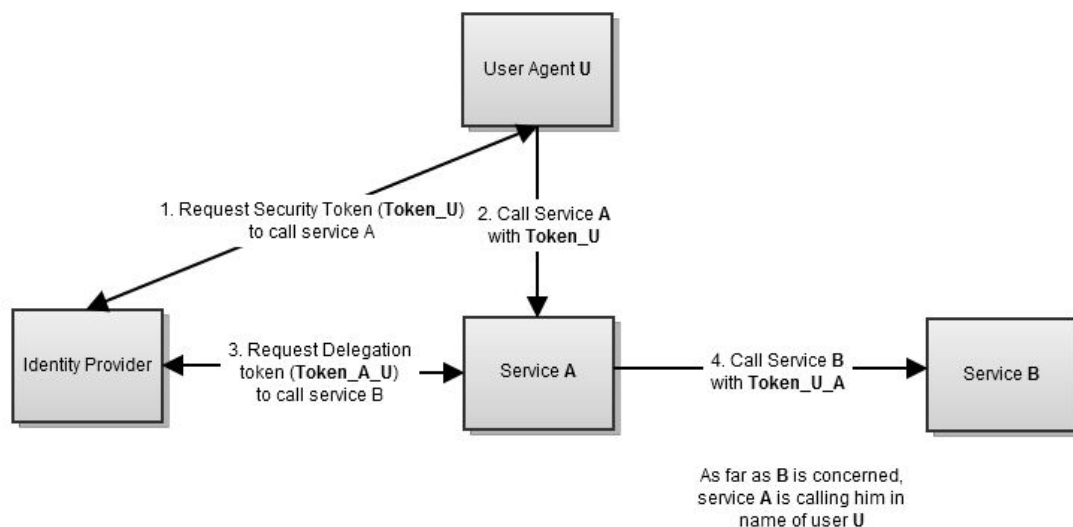 User Agent U
1. Request Security Token (Token_U)
to call service A
2. Call Service A
with Token_U
Identity Provider
3. Request Delegation
token (Token_A_U)
to call service B
Service A
4. Call Service B
with Token_U_A
Service B
As far as B is concerned,
service A is calling him in
name of user U